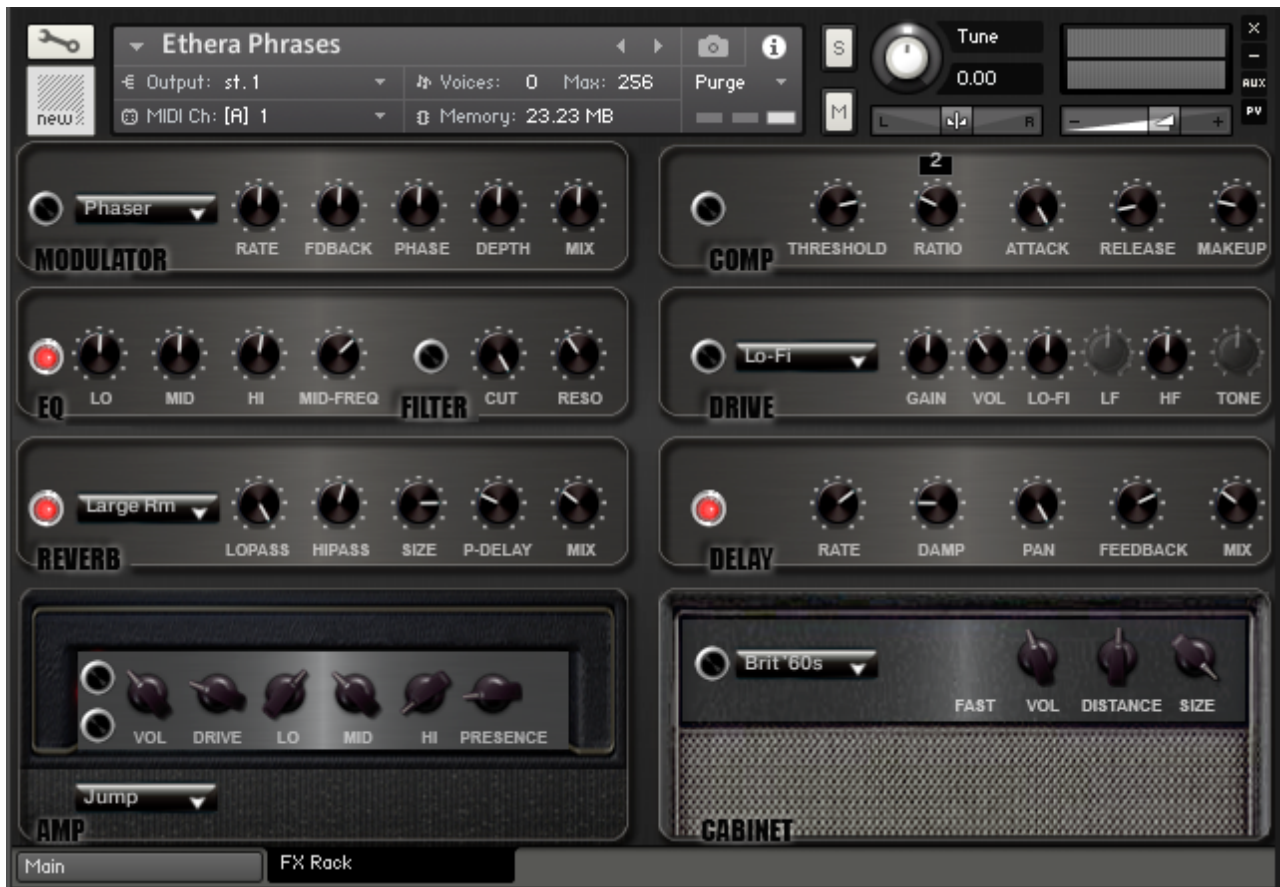 Ethera Phrases
Output: st.1
Voices: 0 Max: 256
Purge
new
MIDI Ch: [A] 1
Memory: 23.23 MB
S
M
Tune
0.00
L R
- +
×
-
AUX
PV
Phaser
RATE FDBACK PHASE DEPTH MIX
MODULATOR
2
THRESHOLD RATIO ATTACK RELEASE MAKEUP
COMP
LO MID HI MID-FREQ CUT RESO
EQ FILTER
Lo-Fi
GAIN VOL LO-FI LF HF TONE
DRIVE
Large Rm
LOPASS HIPASS SIZE P-DELAY MIX
REVERB
RATE DAMP PAN FEEDBACK MIX
DELAY
VOL DRIVE LO MID HI PRESENCE
Jump
AMP
Brit'60s
FAST VOL DISTANCE SIZE
CABINET
Main
FX Rack